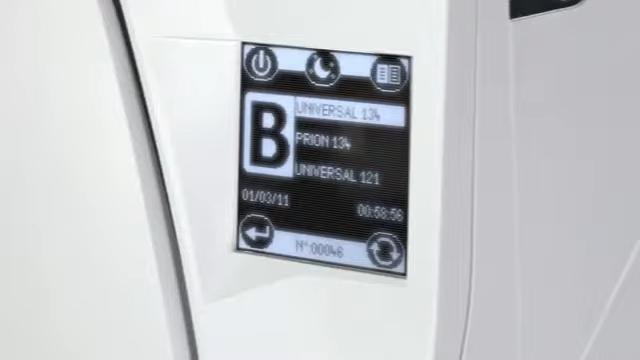 UNIVERSAL 134
B
PRION 134
UNIVERSAL 121
01/03/11
00:58:56
N°:00046